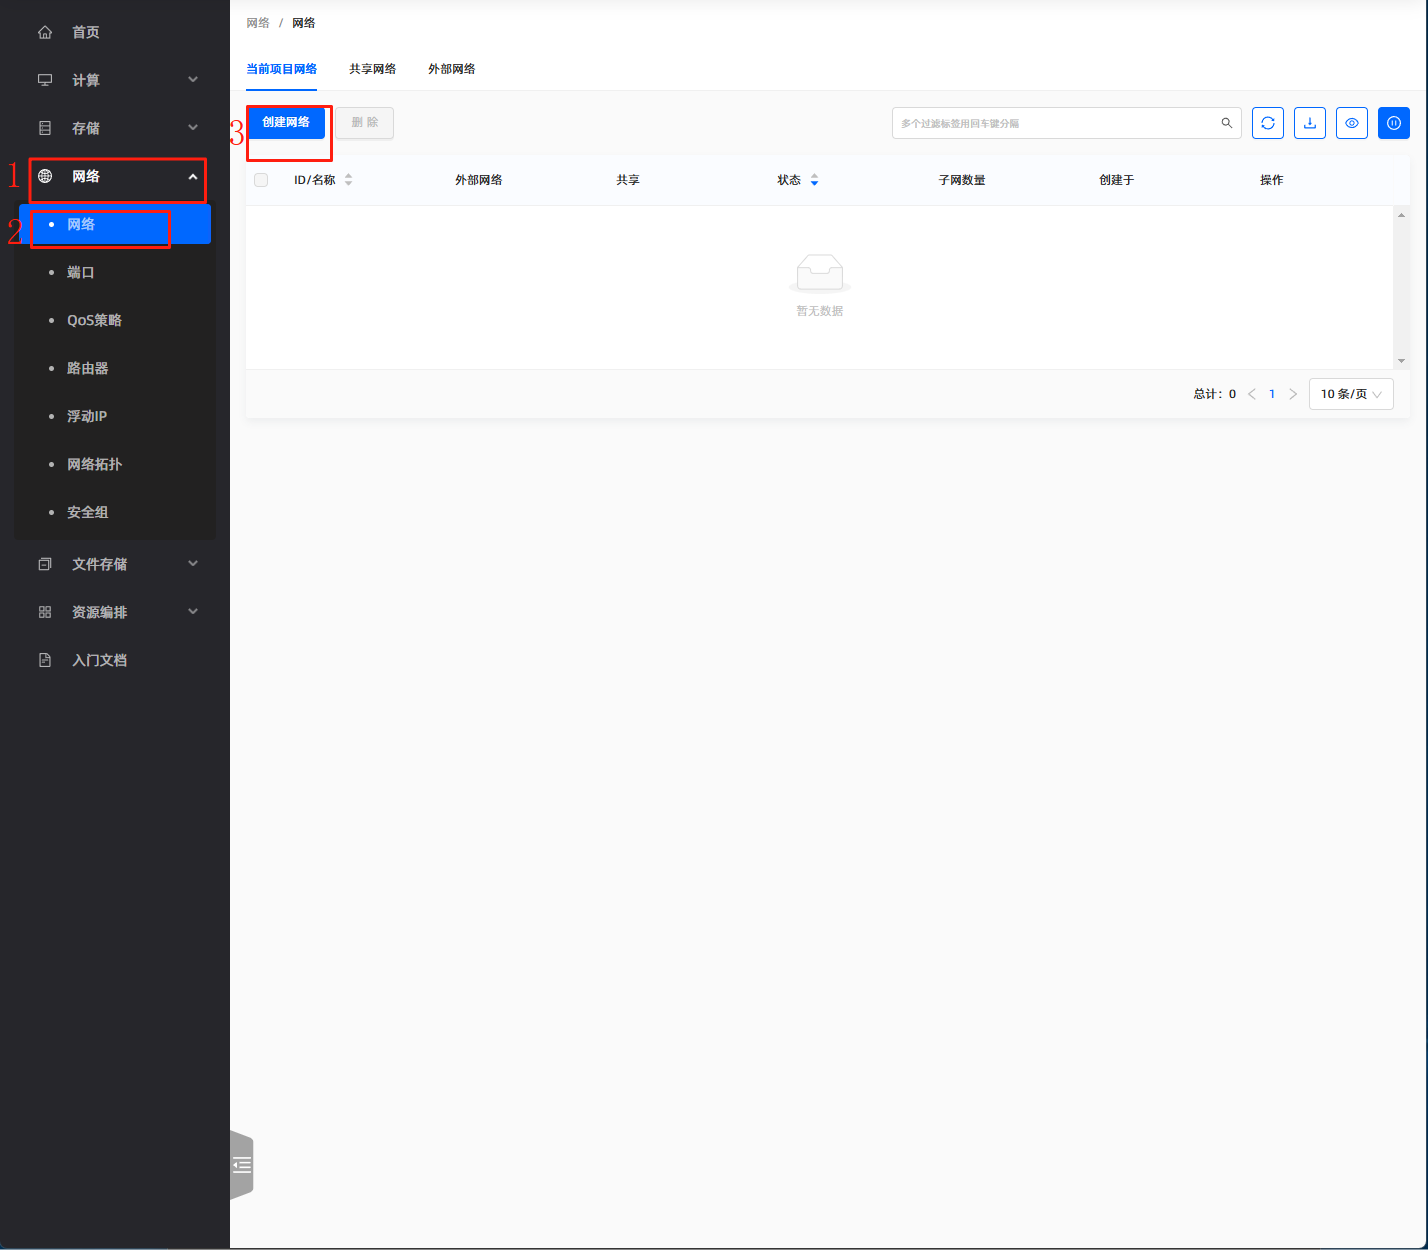 首页
计算
存储
1
网络
2
网络
端口
QoS策略
路由器
浮动IP
网络拓扑
安全组
文件存储
资源编排
入门文档
网络 / 网络
当前项目网络 共享网络 外部网络
3
创建网络 删 除 多个过滤标签用回车键分隔
ID/名称 外部网络 共享 状态 子网数量 创建于 操作
暂无数据
总计：0 1 10 条/页